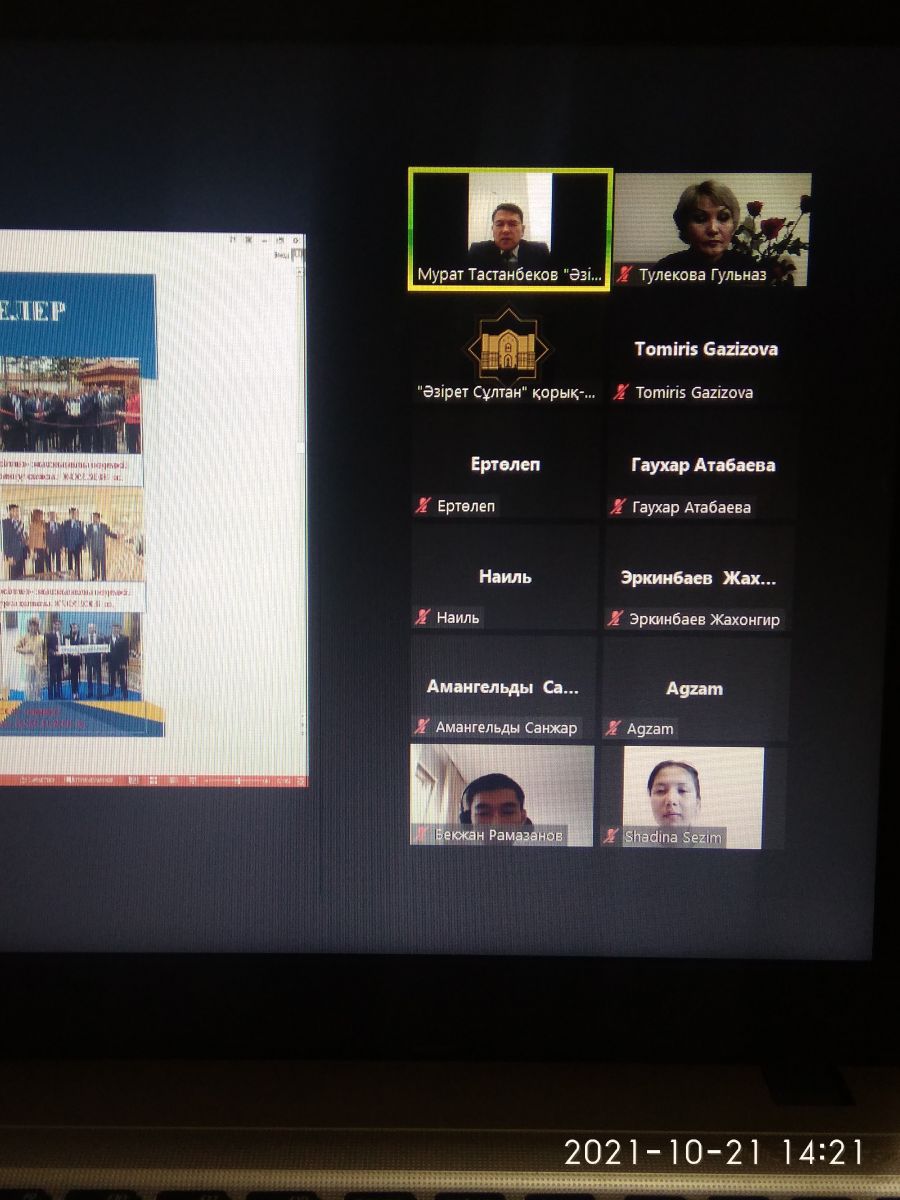 ЕЛЕР
Мурат Тастанбеков "Әзі...
Тулекова Гульназ
"Әзірет Сұлтан" қорық-...
Tomiris Gazizova
Tomiris Gazizova
Ертөлеп
Ертөлеп
Гаухар Атабаева
Гаухар Атабаева
Наиль
Наиль
Эркинбаев Жах...
Эркинбаев Жахонгир
Амангельды Са...
Амангельды Санжар
Agzam
Agzam
Бекжан Рамазанов
Shadina Sezim
2021-10-21 14:21